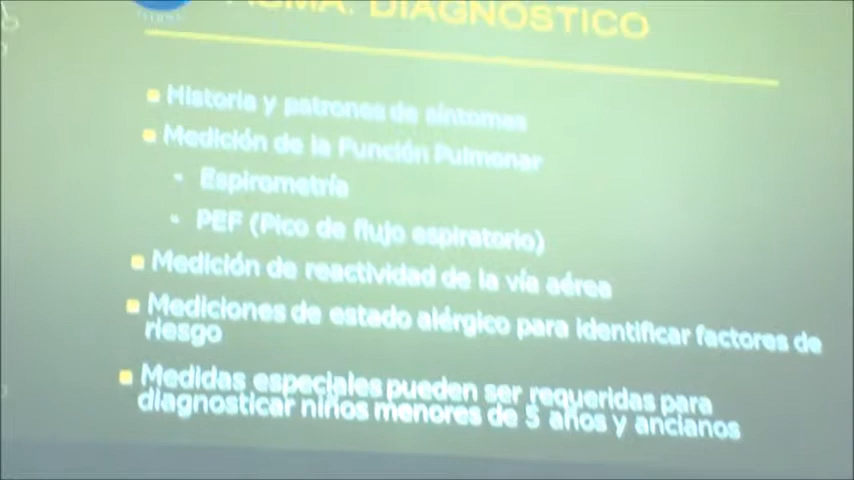 ASMA: DIAGNÓSTICO
Historia y patrones de síntomas
Medición de la Función Pulmonar
- Espirometría
- PEF (Pico de flujo espiratorio)
Medición de reactividad de la vía aérea
Mediciones de estado alérgico para identificar factores de
riesgo
Medidas especiales pueden ser requeridas para
diagnosticar niños menores de 5 años y ancianos